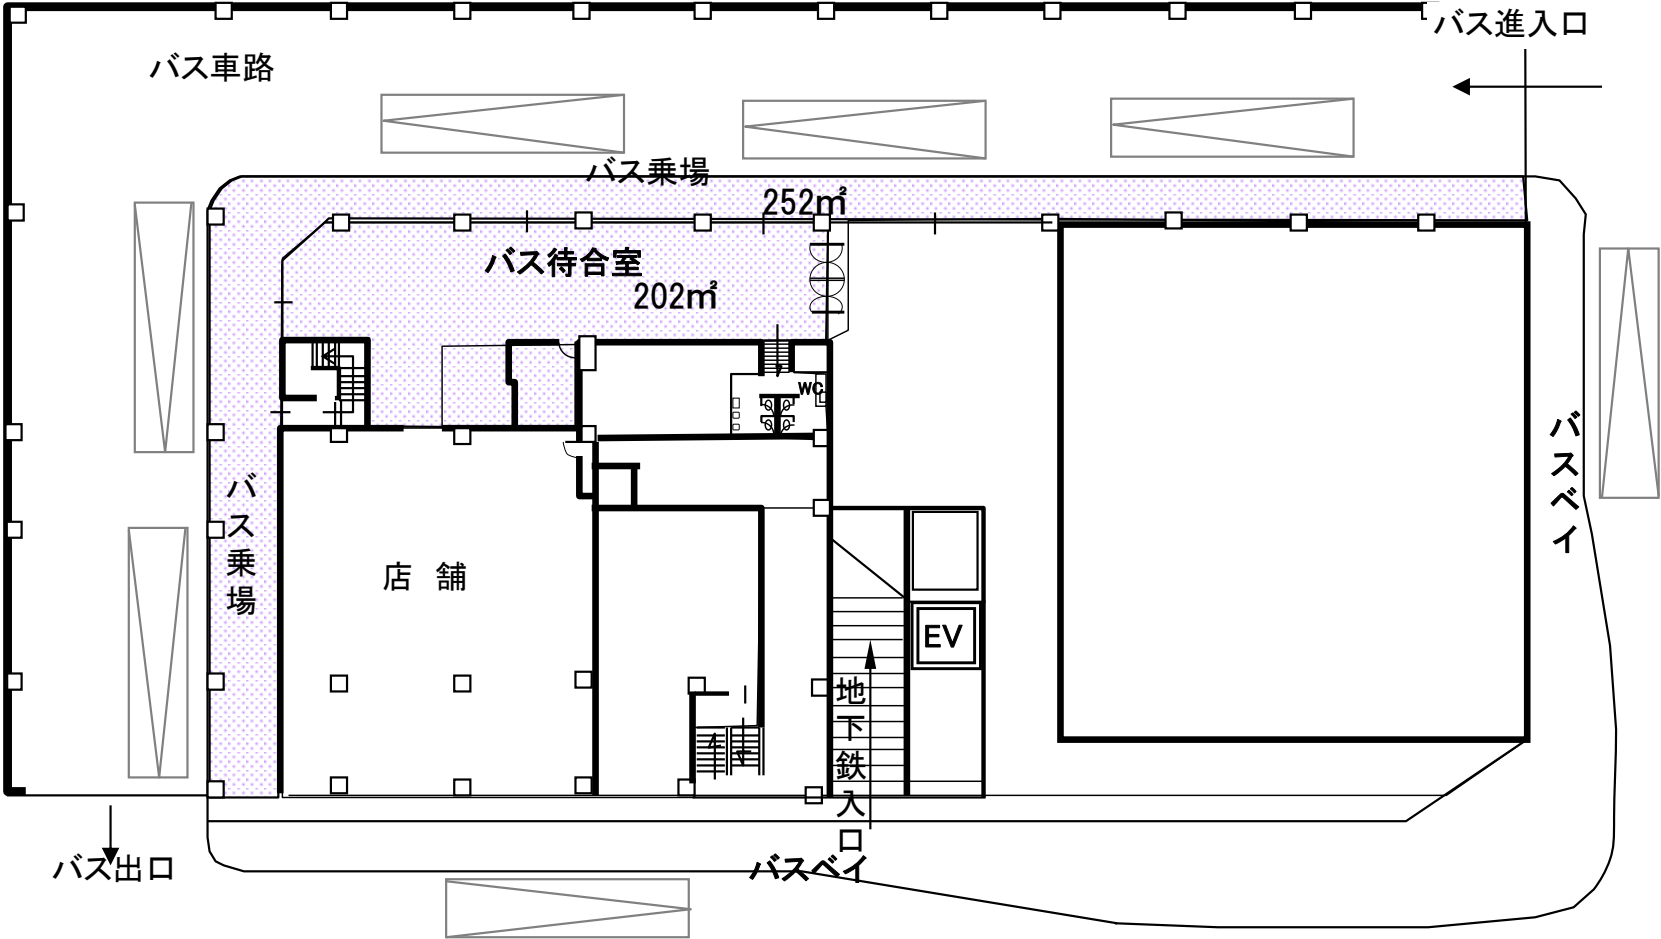 バス進入口
バス車路
バス乗場
252㎡
バス待合室
202㎡
WC
バスベイ
バス乗場
店 舗
EV
地下鉄入口
バス出口
バスベイ